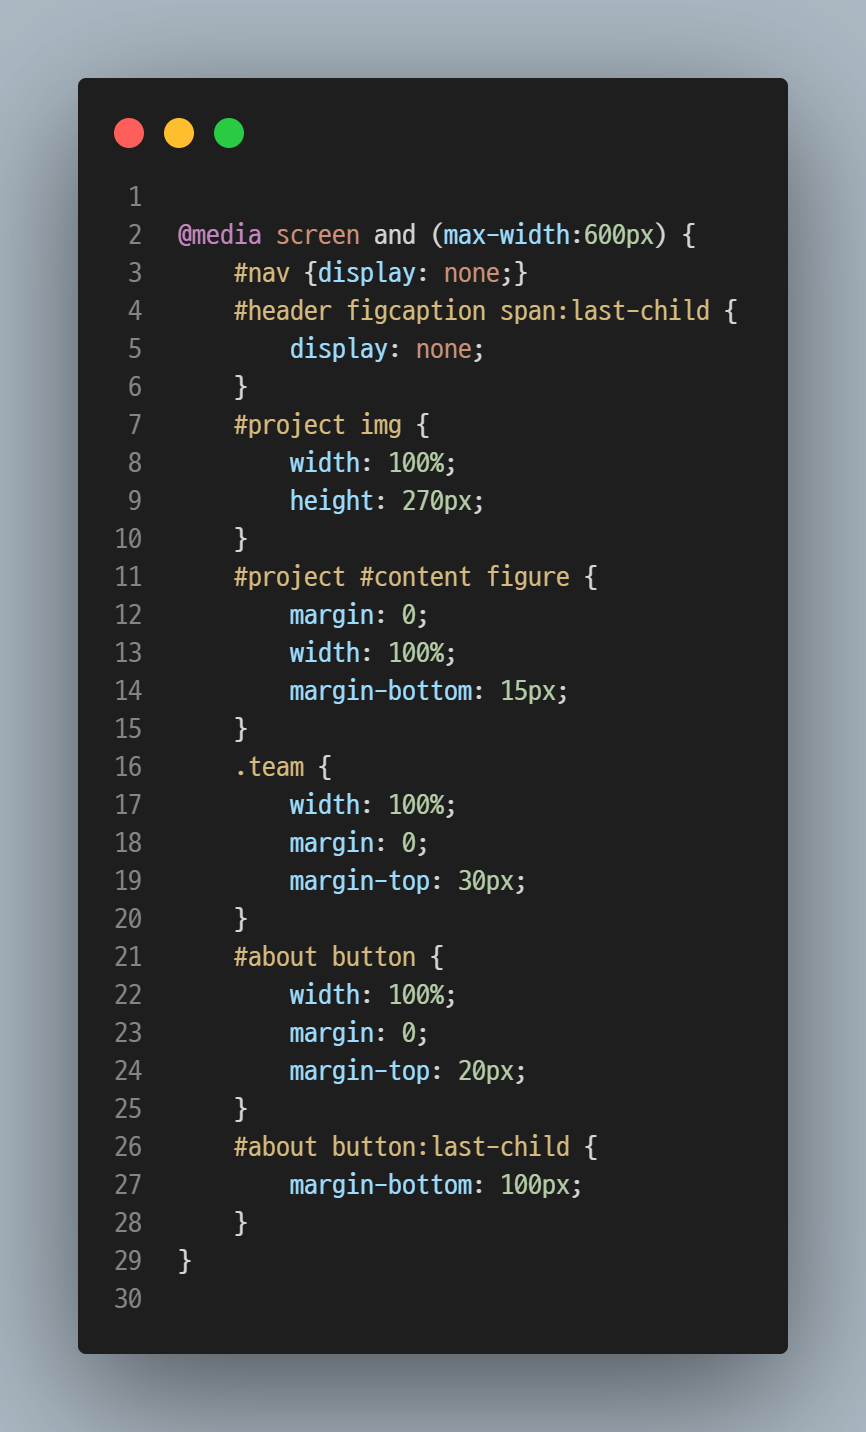 1
2 @media screen and (max-width:600px) {
3     #nav {display: none;}
4     #header figcaption span:last-child {
5         display: none;
6     }
7     #project img {
8         width: 100%;
9         height: 270px;
10     }
11     #project #content figure {
12         margin: 0;
13         width: 100%;
14         margin-bottom: 15px;
15     }
16     .team {
17         width: 100%;
18         margin: 0;
19         margin-top: 30px;
20     }
21     #about button {
22         width: 100%;
23         margin: 0;
24         margin-top: 20px;
25     }
26     #about button:last-child {
27         margin-bottom: 100px;
28     }
29 }
30